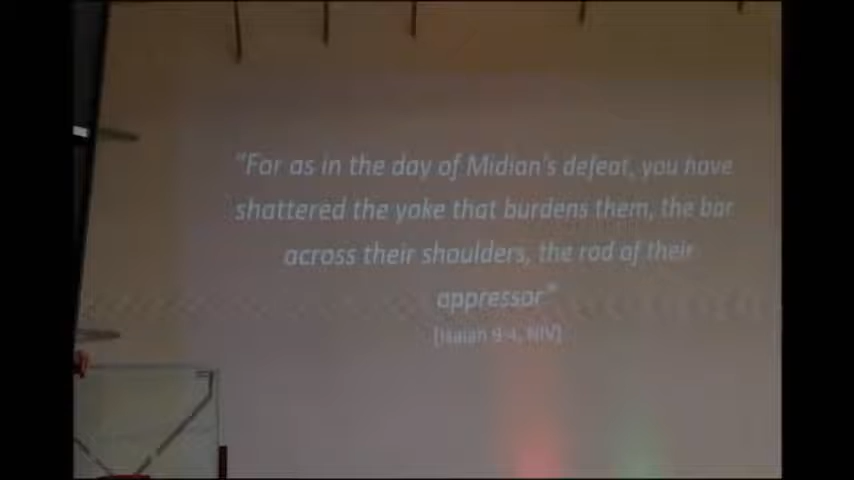 "For as in the day of Midian's defeat, you have
shattered the yoke that burdens them, the bar
across their shoulders, the rod of their
oppressor"
[Isaiah 9:4, NIV]